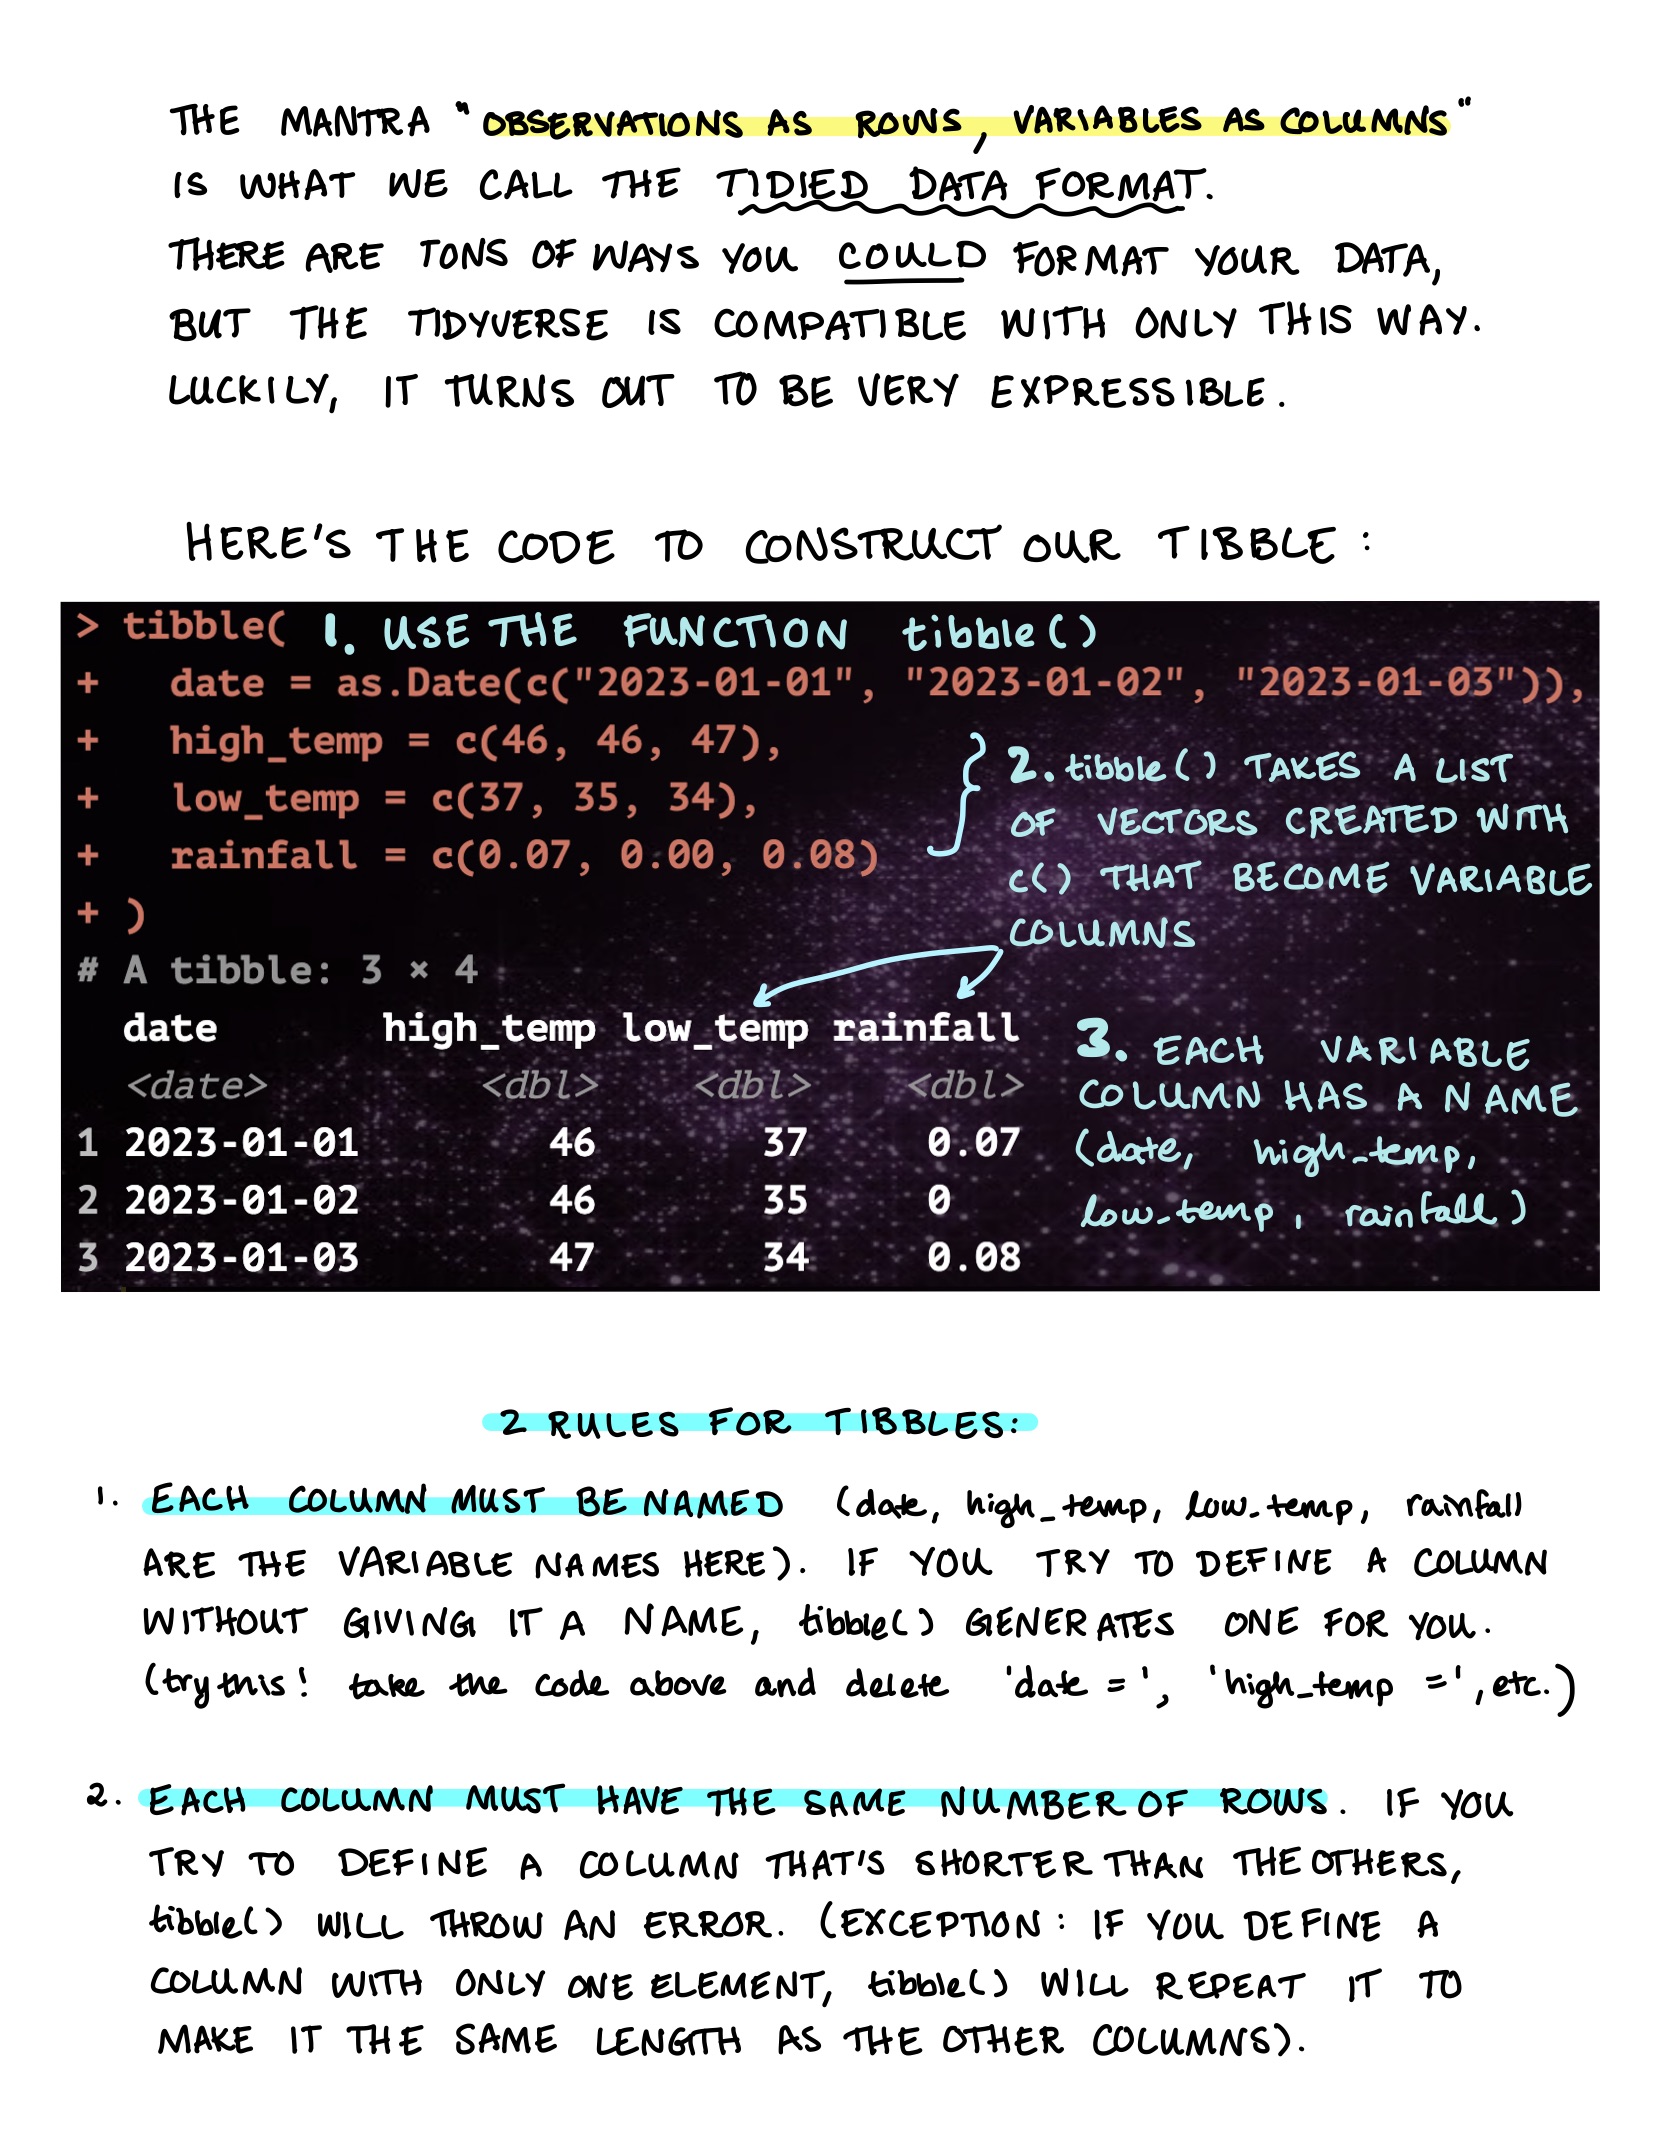 THE MANTRA "OBSERVATIONS AS ROWS, VARIABLES AS COLUMNS"
IS WHAT WE CALL THE TIDIED DATA FORMAT.
THERE ARE TONS OF WAYS YOU COULD FORMAT YOUR DATA,
BUT THE TIDYVERSE IS COMPATIBLE WITH ONLY THIS WAY.
LUCKILY, IT TURNS OUT TO BE VERY EXPRESSIBLE.
HERE'S THE CODE TO CONSTRUCT OUR TIBBLE:
> tibble(
1. USE THE FUNCTION tibble()
+   date = as.Date(c("2023-01-01", "2023-01-02", "2023-01-03")),
+   high_temp = c(46, 46, 47),
+   low_temp = c(37, 35, 34),
+   rainfall = c(0.07, 0.00, 0.08)
+ )
2. tibble() TAKES A LIST
OF VECTORS CREATED WITH
c() THAT BECOME VARIABLE
COLUMNS
# A tibble: 3 × 4
date high_temp low_temp rainfall
<date> <dbl> <dbl> <dbl>
1 2023-01-01 46 37 0.07
2 2023-01-02 46 35 0
3 2023-01-03 47 34 0.08
3. EACH VARIABLE
COLUMN HAS A NAME
(date, high_temp,
low_temp, rainfall)
2 RULES FOR TIBBLES:
1. EACH COLUMN MUST BE NAMED (date, high_temp, low_temp, rainfall
ARE THE VARIABLE NAMES HERE). IF YOU TRY TO DEFINE A COLUMN
WITHOUT GIVING IT A NAME, tibble() GENERATES ONE FOR YOU.
(try this! take the code above and delete 'date =', 'high_temp =', etc.)
2. EACH COLUMN MUST HAVE THE SAME NUMBER OF ROWS. IF YOU
TRY TO DEFINE A COLUMN THAT'S SHORTER THAN THE OTHERS,
tibble() WILL THROW AN ERROR. (EXCEPTION: IF YOU DEFINE A
COLUMN WITH ONLY ONE ELEMENT, tibble() WILL REPEAT IT TO
MAKE IT THE SAME LENGTH AS THE OTHER COLUMNS).